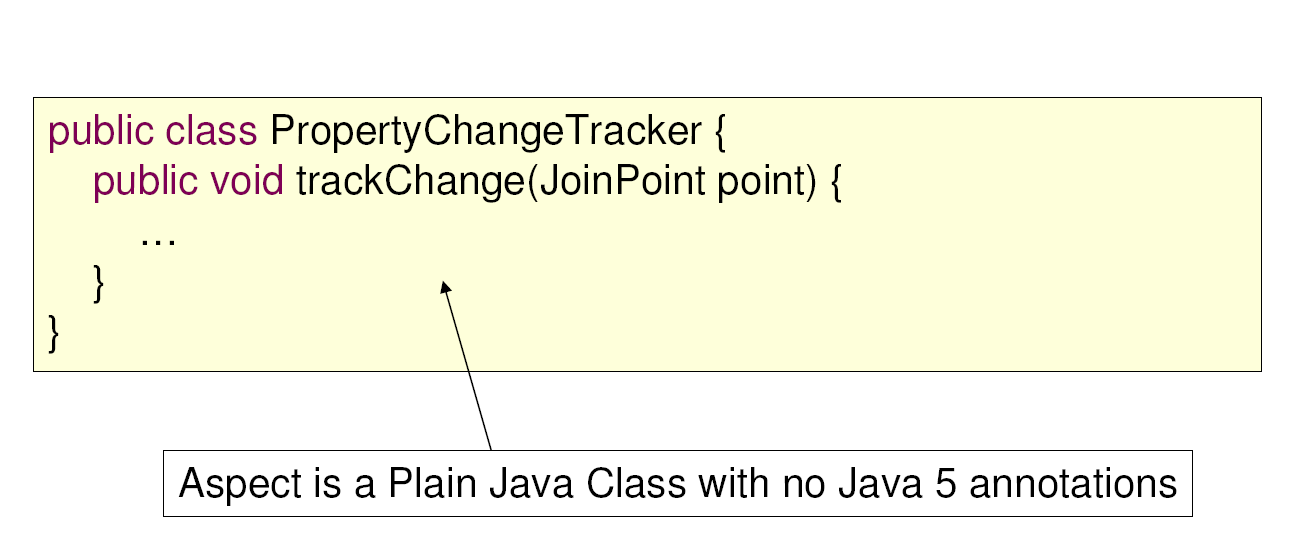 public class PropertyChangeTracker {
public void trackChange(JoinPoint point) {
…
}
}
Aspect is a Plain Java Class with no Java 5 annotations